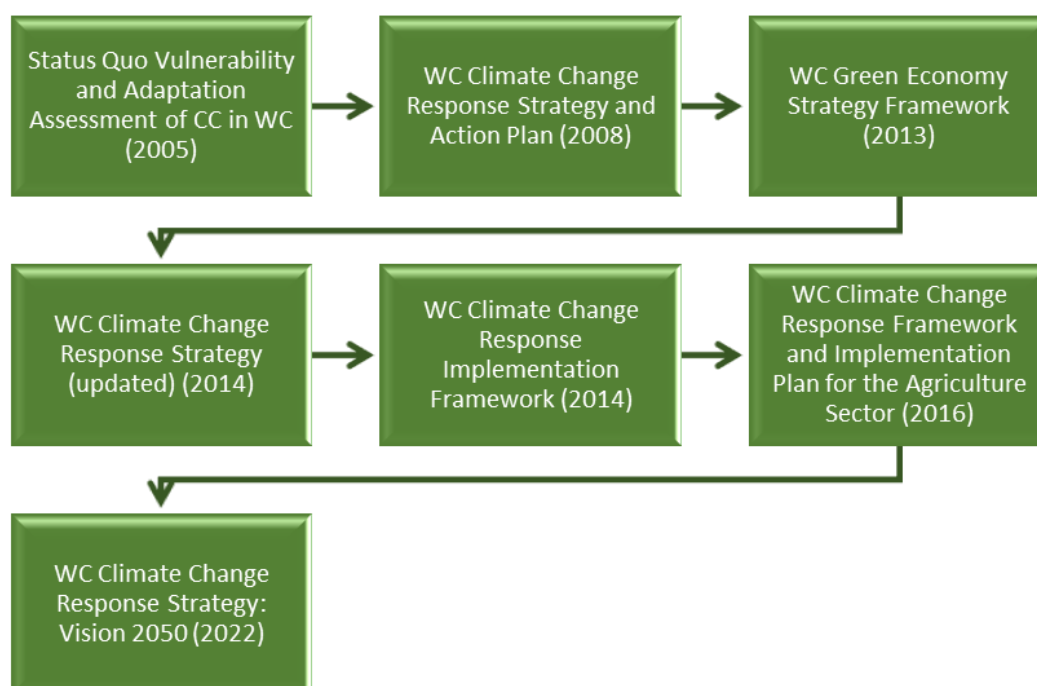 Status Quo Vulnerability
and Adaptation
Assessment of CC in WC
(2005)
WC Climate Change
Response Strategy and
Action Plan (2008)
WC Green Economy
Strategy Framework
(2013)
WC Climate Change
Response Strategy
(updated) (2014)
WC Climate Change
Response
Implementation
Framework (2014)
WC Climate Change
Response Framework
and Implementation
Plan for the Agriculture
Sector (2016)
WC Climate Change
Response Strategy:
Vision 2050 (2022)